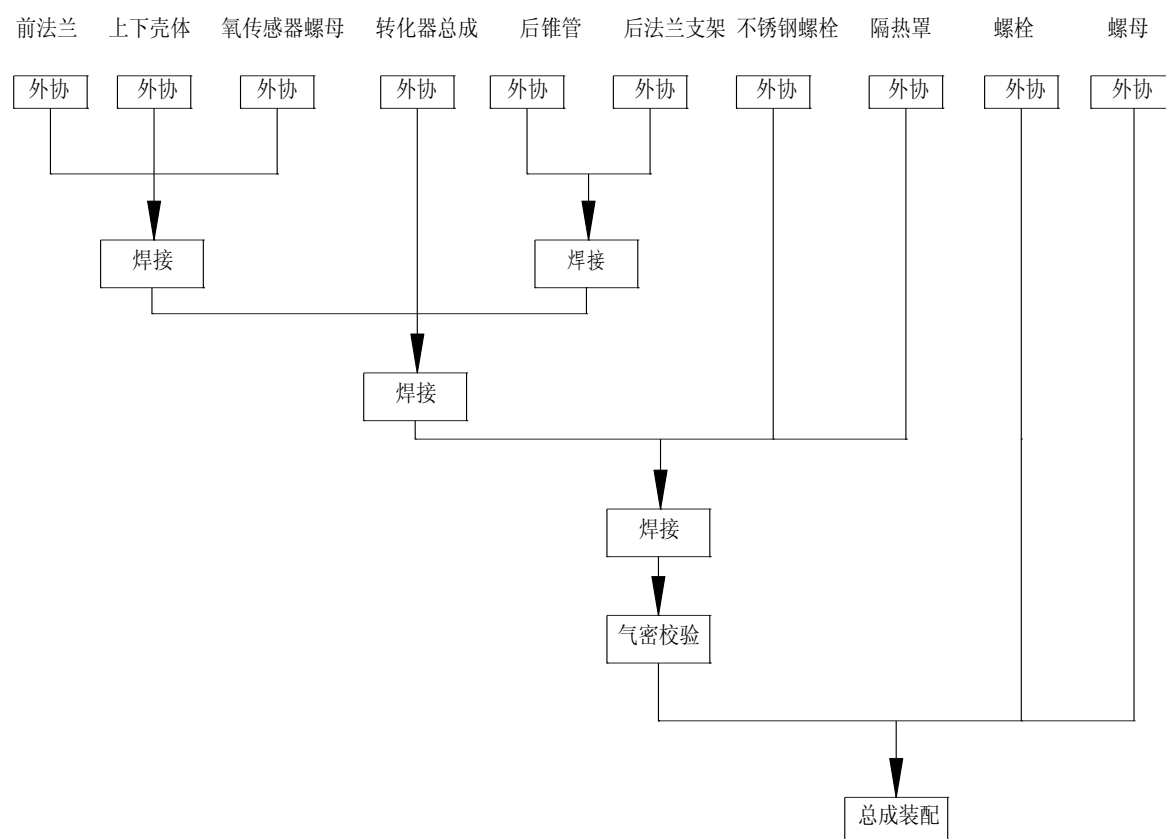 前法兰 上下壳体 氧传感器螺母 转化器总成 后锥管 后法兰支架 不锈钢螺栓 隔热罩 螺栓 螺母
外协 外协 外协 外协 外协 外协 外协 外协 外协 外协
焊接 焊接
焊接
焊接
气密校验
总成装配